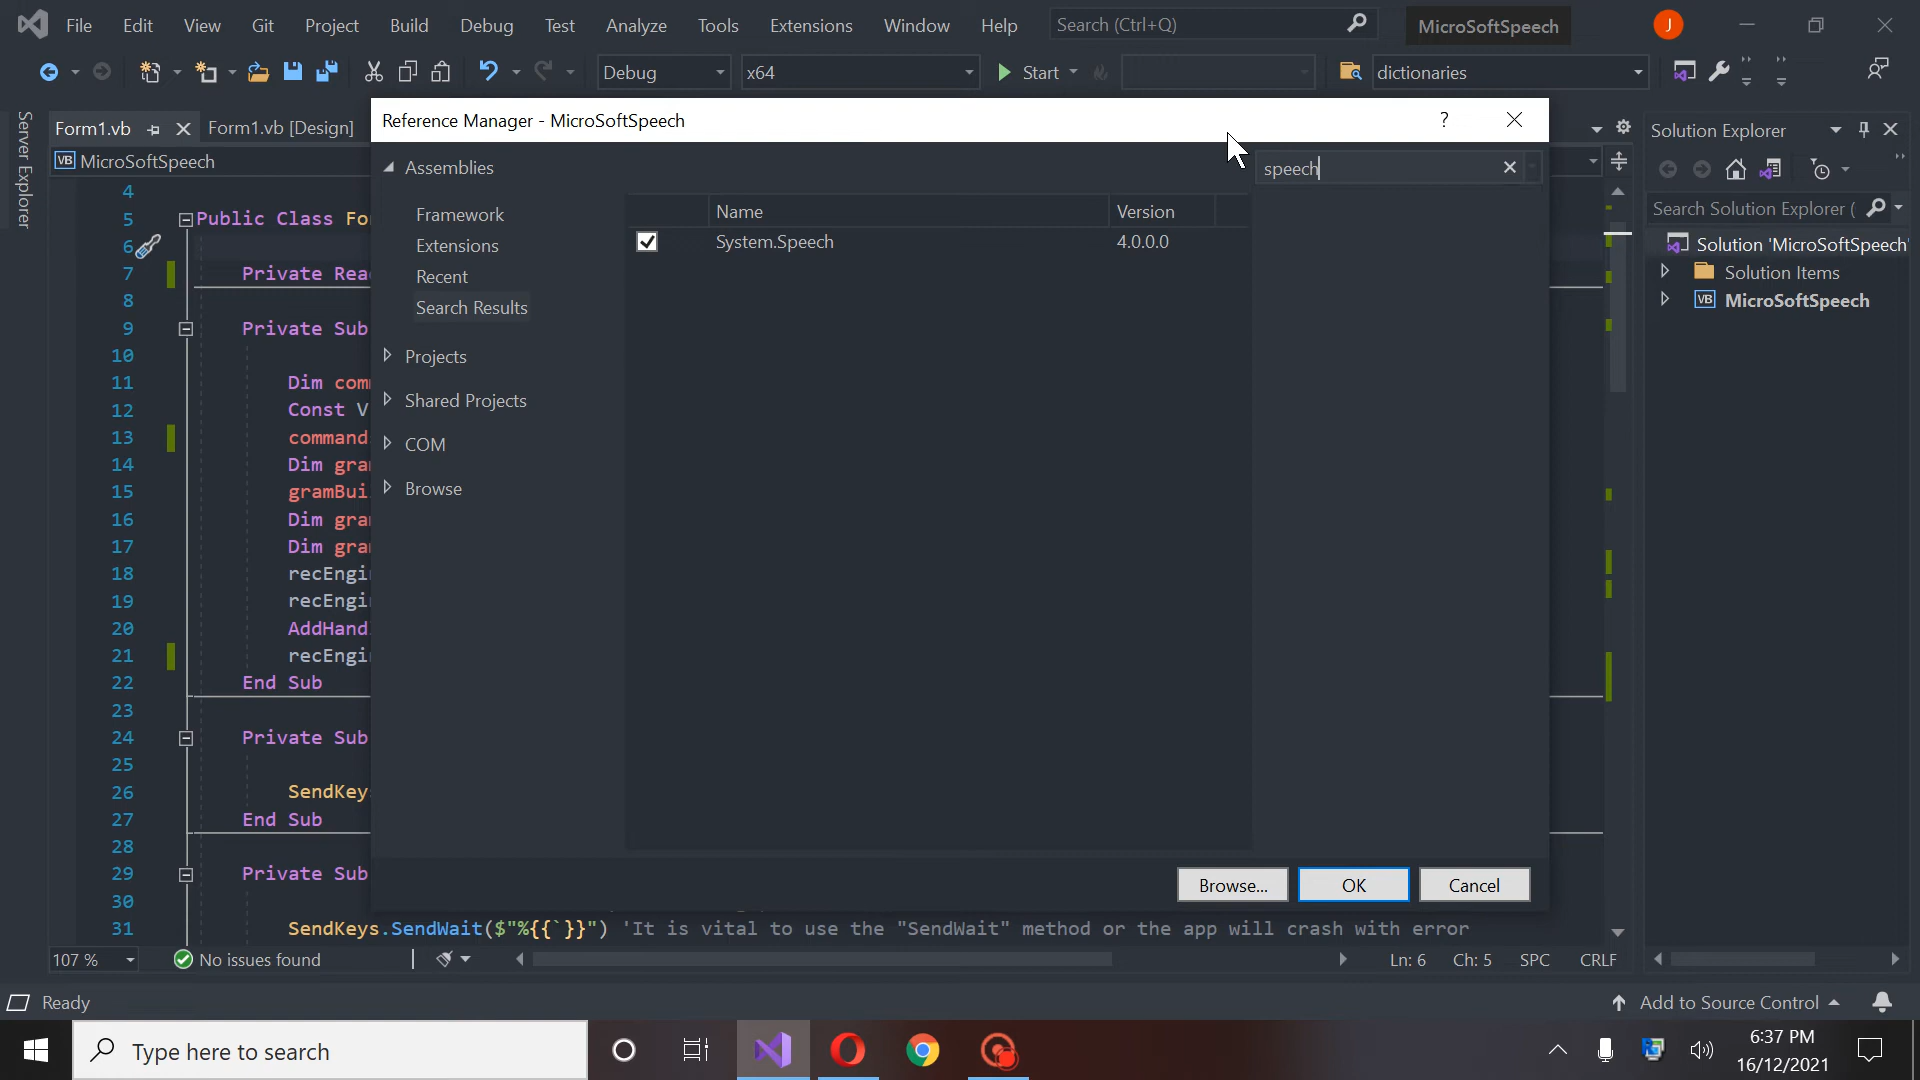 File Edit View Git Project Build Debug Test Analyze Tools Extensions Window Help Search (Ctrl+Q) MicroSoftSpeech J
Debug x64 Start dictionaries
Server Explorer
Form1.vb Form1.vb [Design]
MicroSoftSpeech
Reference Manager - MicroSoftSpeech
?
Assemblies
Framework
Extensions
Recent
Search Results
Projects
Shared Projects
COM
Browse
speech
Name Version
System.Speech 4.0.0.0
Browse... OK Cancel
4
5 Public Class Fo
6
7 Private Rea
8
9 Private Sub
10
11 Dim com
12 Const V
13 command
14 Dim gra
15 gramBui
16 Dim gra
17 Dim gra
18 recEngi
19 recEngi
20 AddHand
21 recEngi
22 End Sub
23
24 Private Sub
25
26 SendKey
27 End Sub
28
29 Private Sub
30
31 SendKeys.SendWait($"%{{`}}") 'It is vital to use the "SendWait" method or the app will crash with error
Solution Explorer
Search Solution Explorer (
Solution 'MicroSoftSpeech'
Solution Items
VB MicroSoftSpeech
107 % No issues found Ln: 6 Ch: 5 SPC CRLF
Ready Add to Source Control
Type here to search
6:37 PM
16/12/2021